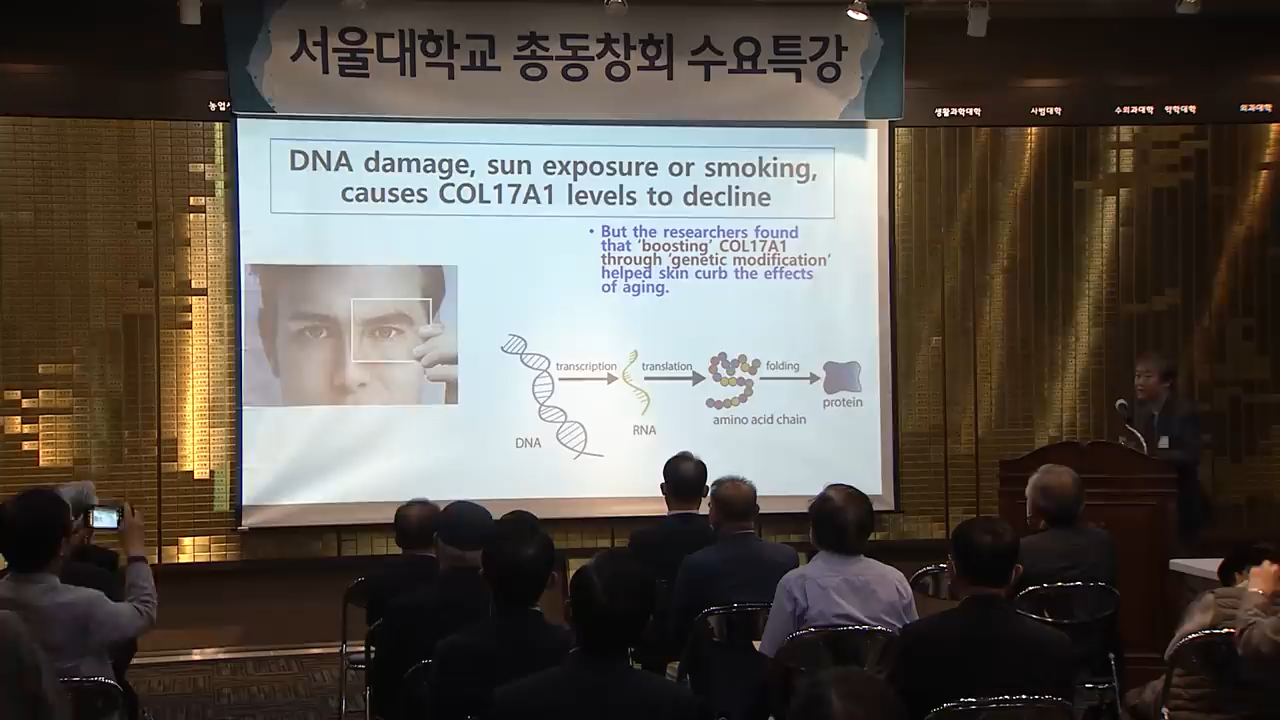 서울대학교 총동창회 수요특강
생활과학대학 사범대학 수의과대학 약학대학 의과대학
DNA damage, sun exposure or smoking,
causes COL17A1 levels to decline
• But the researchers found
that ‘boosting’ COL17A1
through ‘genetic modification’
helped skin curb the effects
of aging.
transcription translation folding
protein
amino acid chain
RNA
DNA